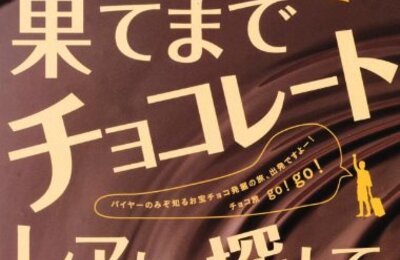 果てまで
チョコレート
バイヤーのみぞ知るお宝チョコ発掘の旅、出発ですよー！
チョコ旅 go! go!